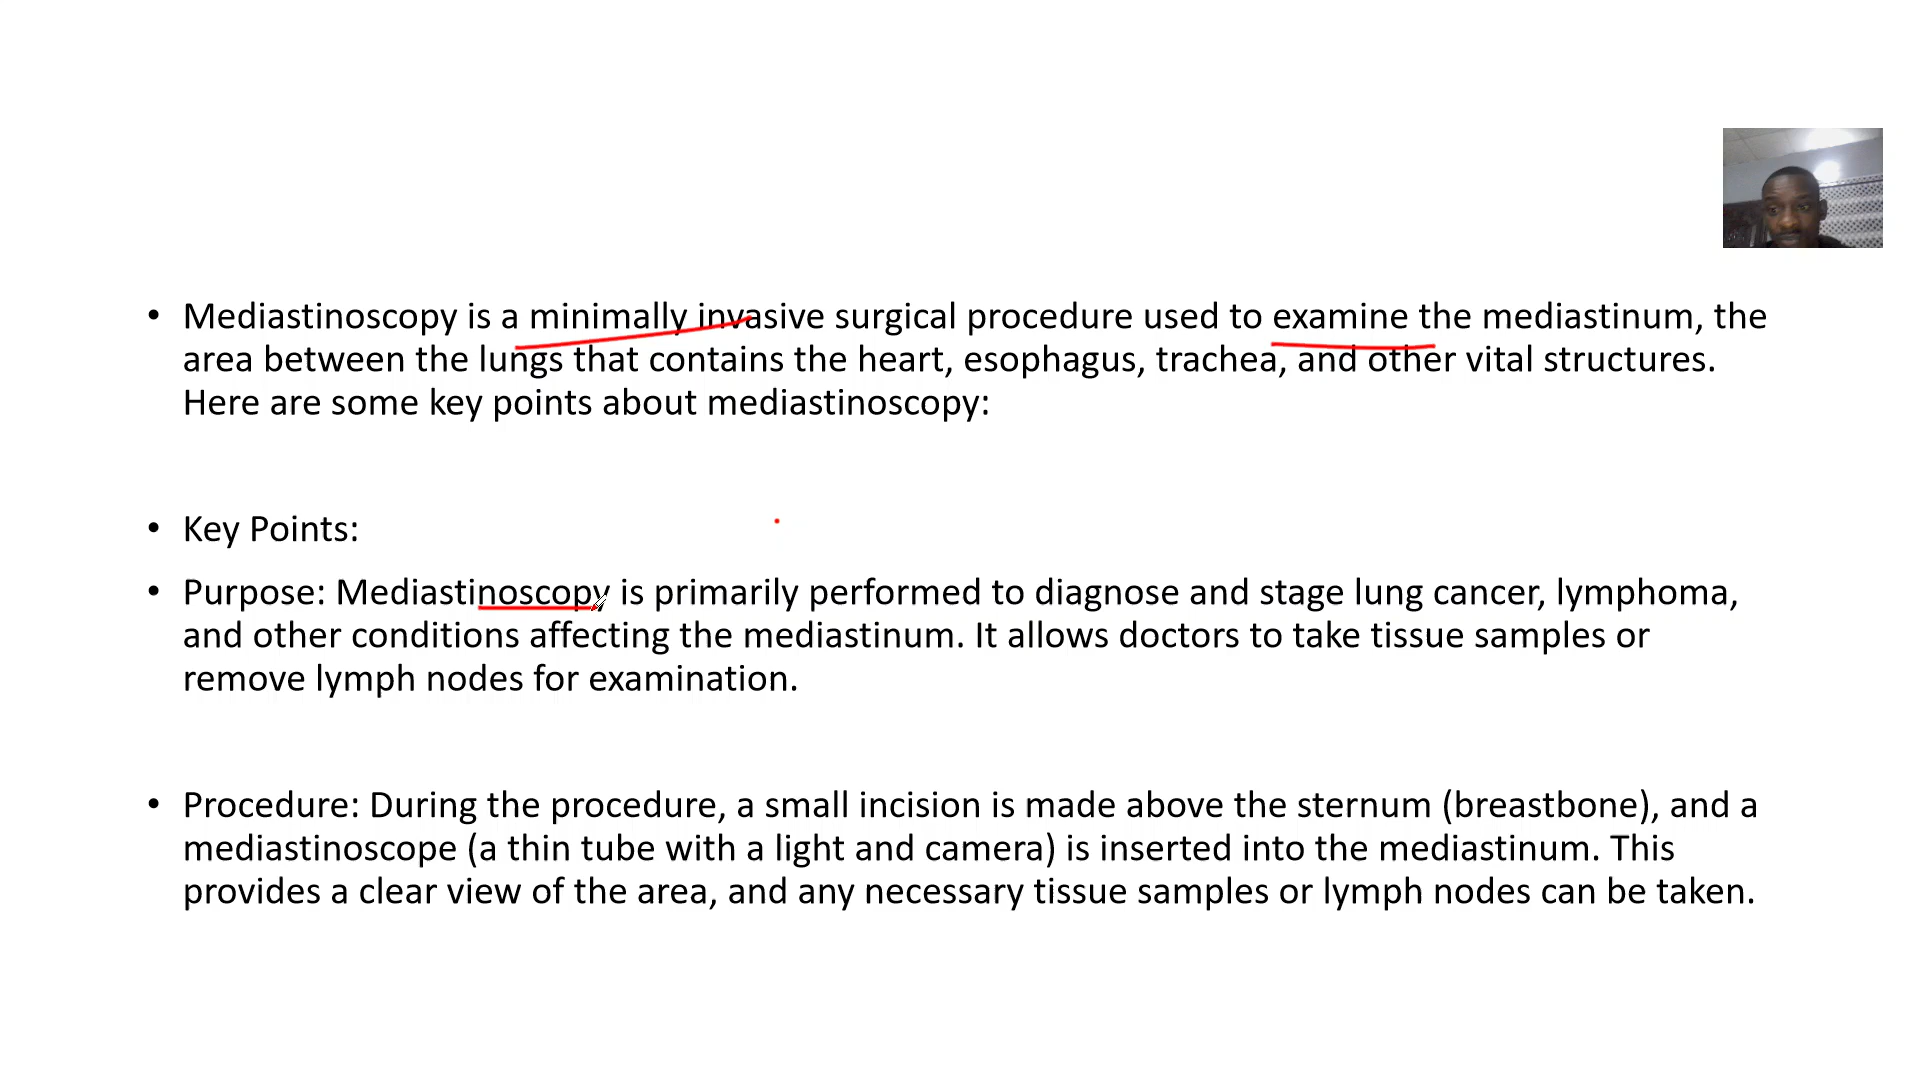 • Mediastinoscopy is a minimally invasive surgical procedure used to examine the mediastinum, the
area between the lungs that contains the heart, esophagus, trachea, and other vital structures.
Here are some key points about mediastinoscopy:
• Key Points:
• Purpose: Mediastinoscopy is primarily performed to diagnose and stage lung cancer, lymphoma,
and other conditions affecting the mediastinum. It allows doctors to take tissue samples or
remove lymph nodes for examination.
• Procedure: During the procedure, a small incision is made above the sternum (breastbone), and a
mediastinoscope (a thin tube with a light and camera) is inserted into the mediastinum. This
provides a clear view of the area, and any necessary tissue samples or lymph nodes can be taken.